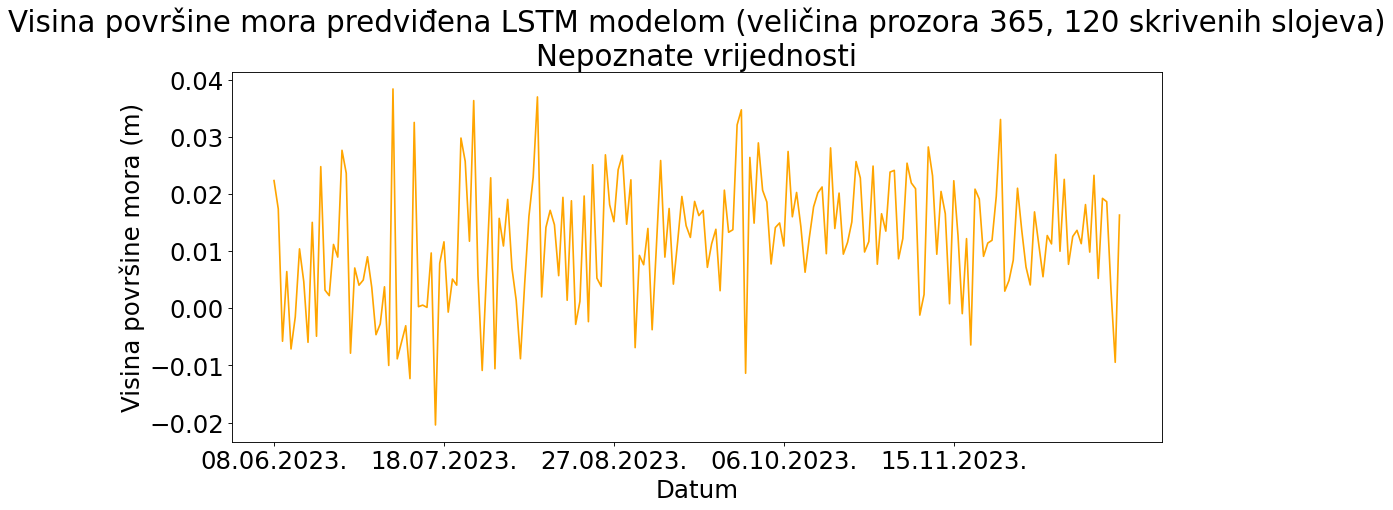 Visina površine mora predviđena LSTM modelom (veličina prozora 365, 120 skrivenih slojeva)
Nepoznate vrijednosti
Visina površine mora (m)
0.04
0.03
0.02
0.01
0.00
−0.01
−0.02
08.06.2023. 18.07.2023. 27.08.2023. 06.10.2023. 15.11.2023.
Datum